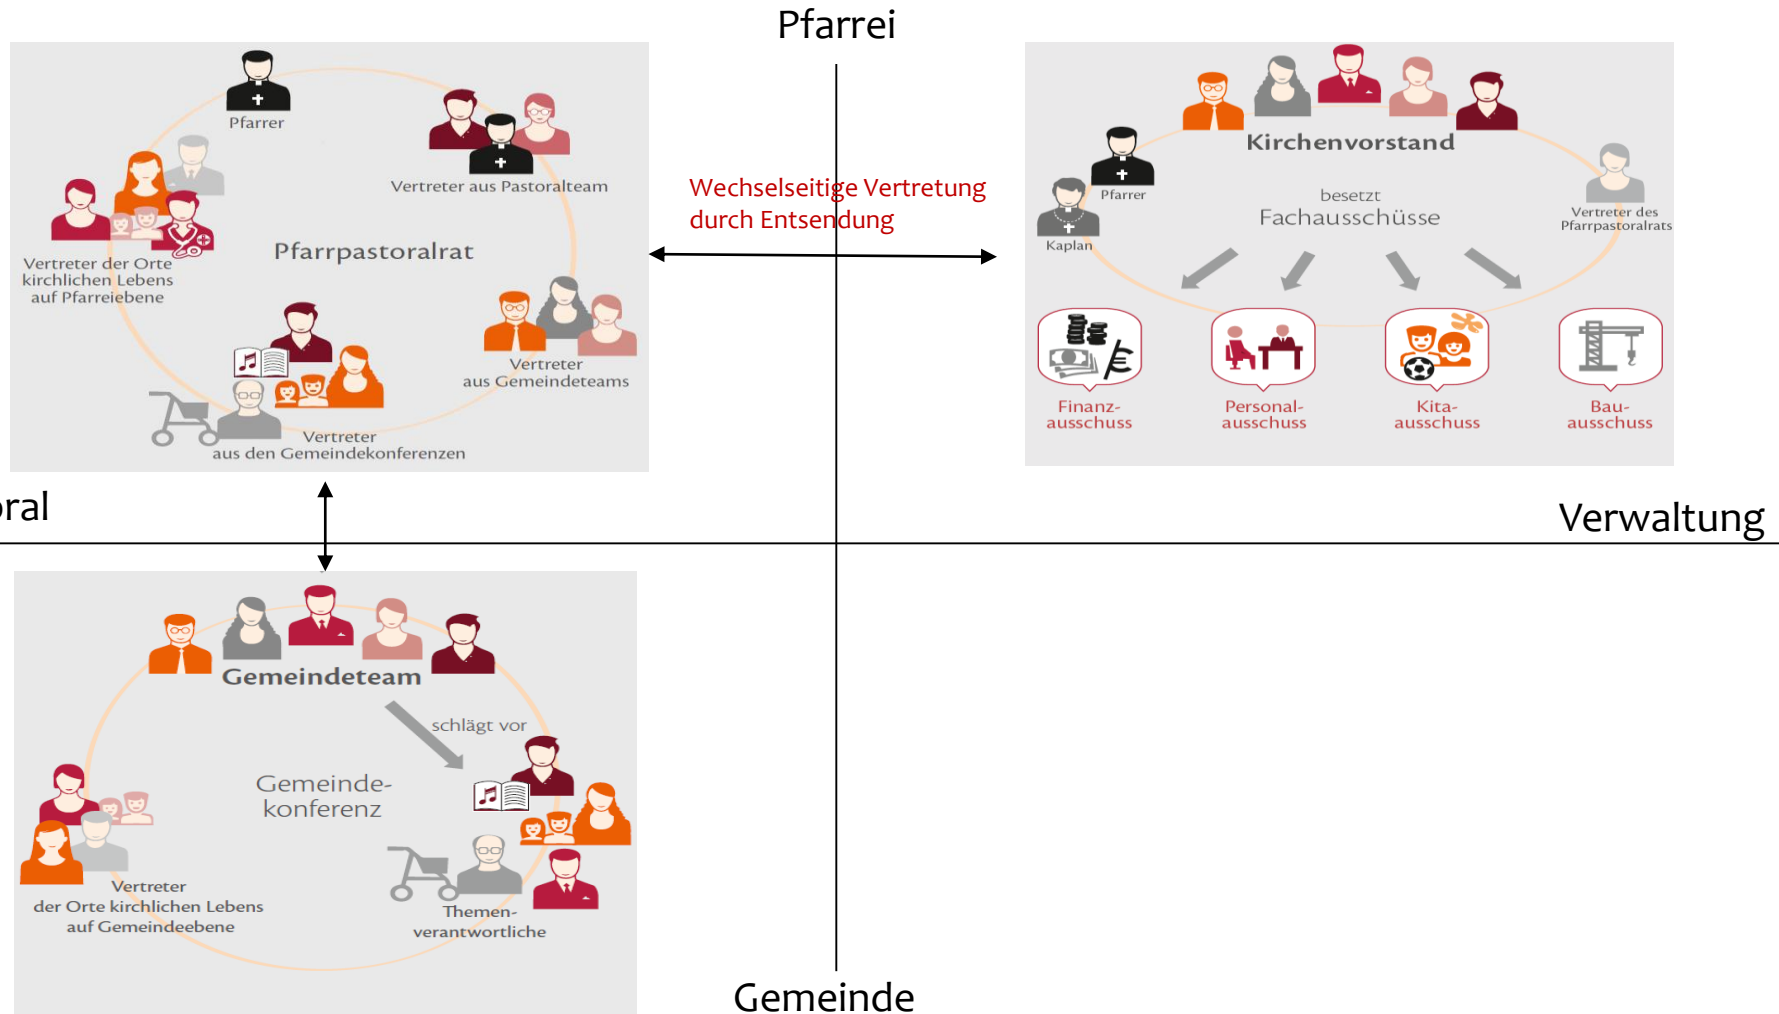 Pfarrei
Pfarrer
Vertreter aus Pastoralteam
Pfarrpastoralrat
Vertreter der Orte
kirchlichen Lebens
auf Pfarreiebene
Vertreter
aus Gemeindeteams
Vertreter
aus den Gemeindekonferenzen
Wechselseitige Vertretung
durch Entsendung
Kirchenvorstand
Pfarrer
Kaplan
besetzt
Fachausschüsse
Vertreter des
Pfarrpastoralrats
Finanz-
ausschuss
Personal-
ausschuss
Kita-
ausschuss
Bau-
ausschuss
oral
Verwaltung
Gemeindeteam
schlägt vor
Gemeinde-
konferenz
Vertreter
der Orte kirchlichen Lebens
auf Gemeindeebene
Themen-
verantwortliche
Gemeinde